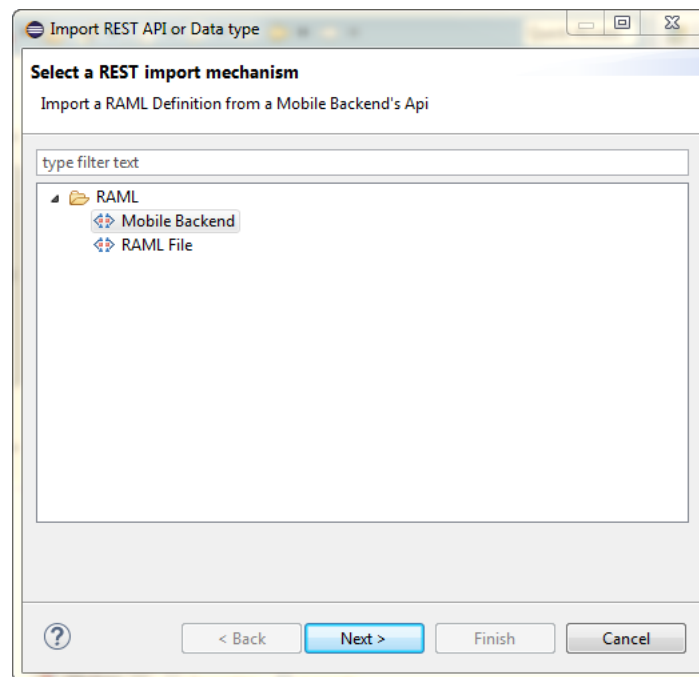 Import REST API or Data type
Select a REST import mechanism
Import a RAML Definition from a Mobile Backend's Api
type filter text
RAML
Mobile Backend
RAML File
< Back
Next >
Finish
Cancel